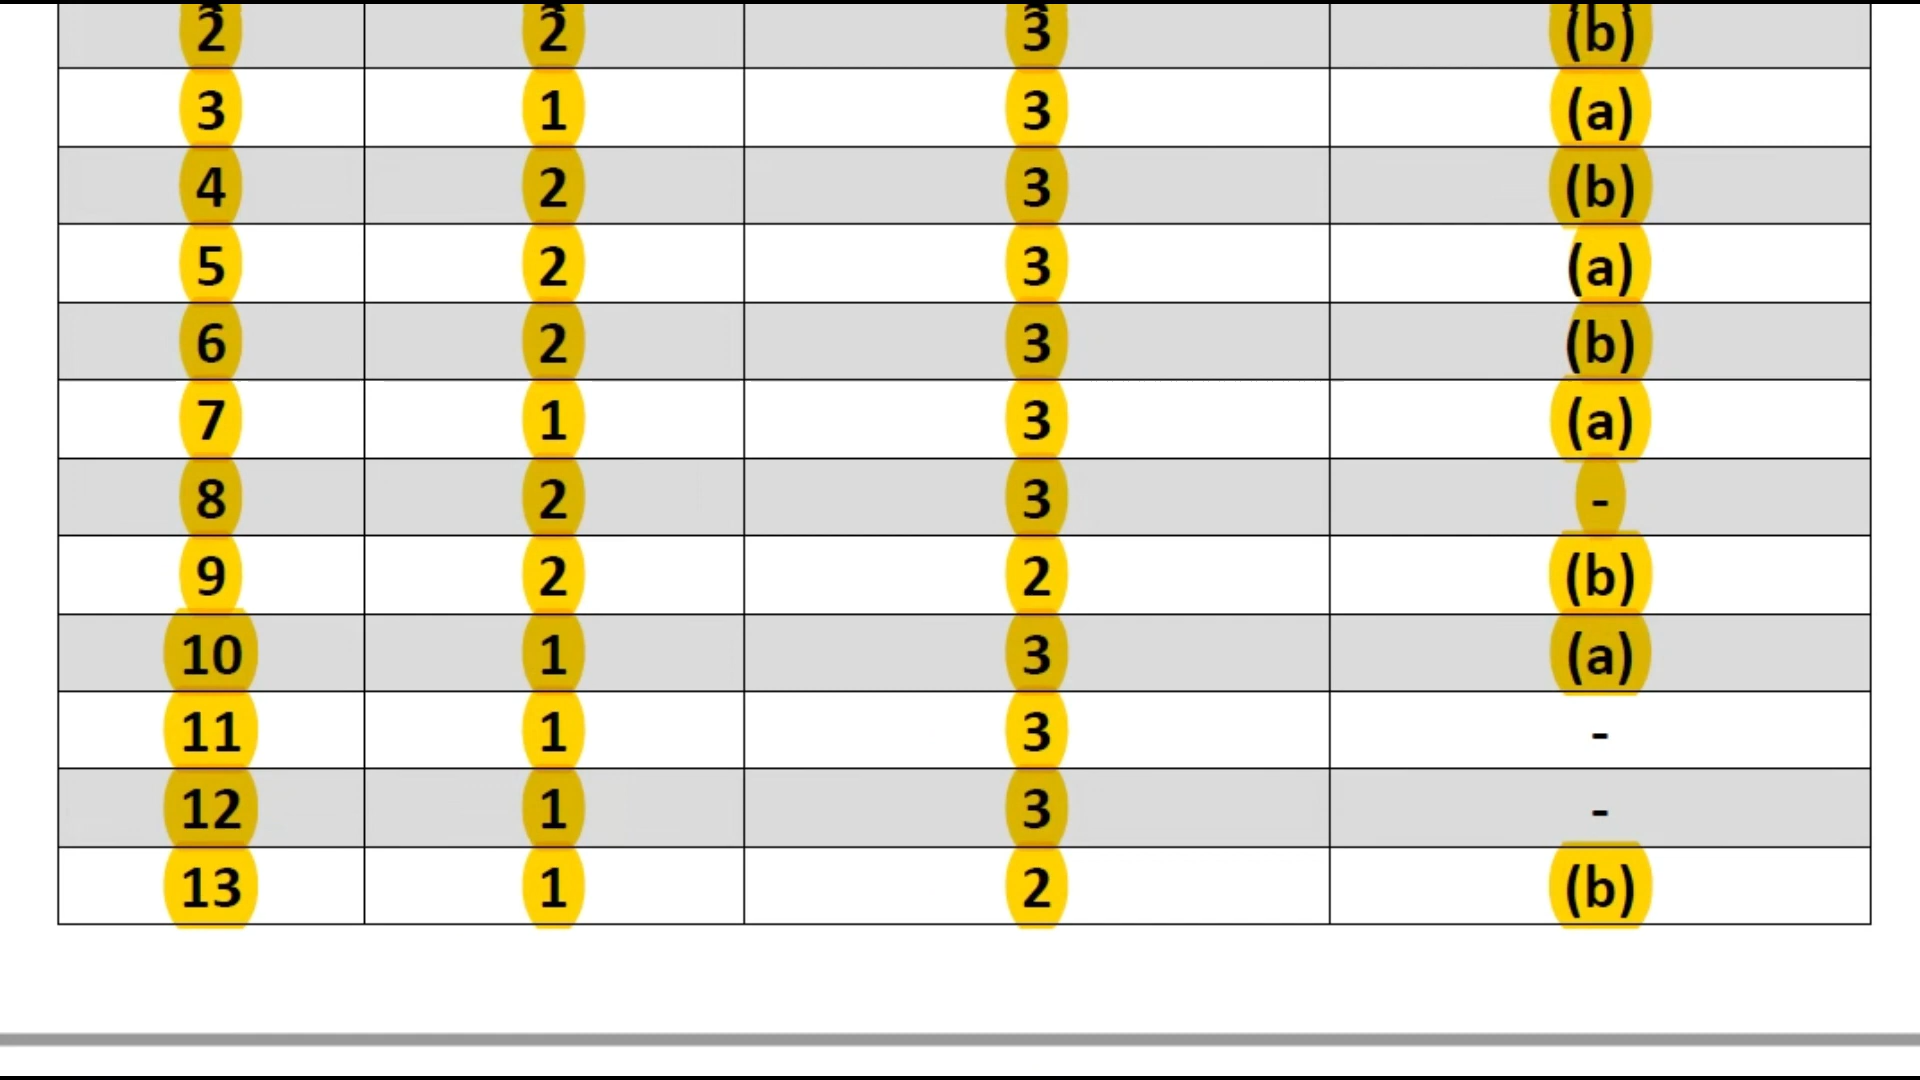 2 2 3 (b)
3 1 3 (a)
4 2 3 (b)
5 2 3 (a)
6 2 3 (b)
7 1 3 (a)
8 2 3 -
9 2 2 (b)
10 1 3 (a)
11 1 3 -
12 1 3 -
13 1 2 (b)